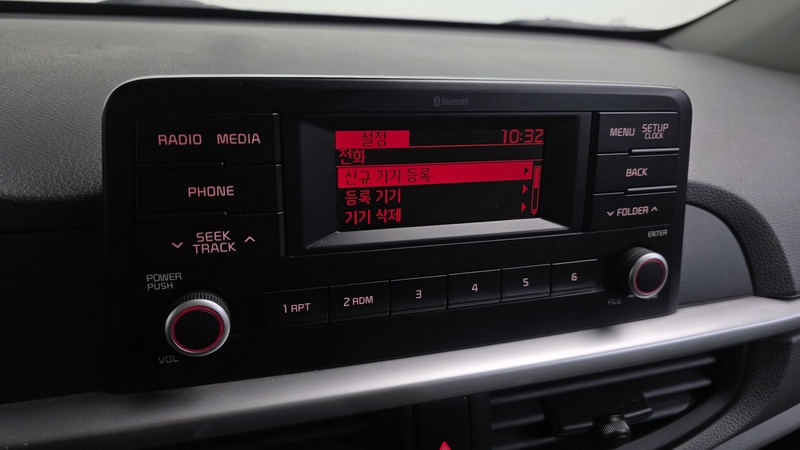 Bluetooth
RADIO MEDIA
PHONE
SEEK
TRACK
POWER
PUSH
VOL
설정 10:32
전화
신규 기기 등록
등록 기기
기기 삭제
MENU SETUP
CLOCK
BACK
FOLDER
ENTER
FILE
1 RPT 2 RDM 3 4 5 6